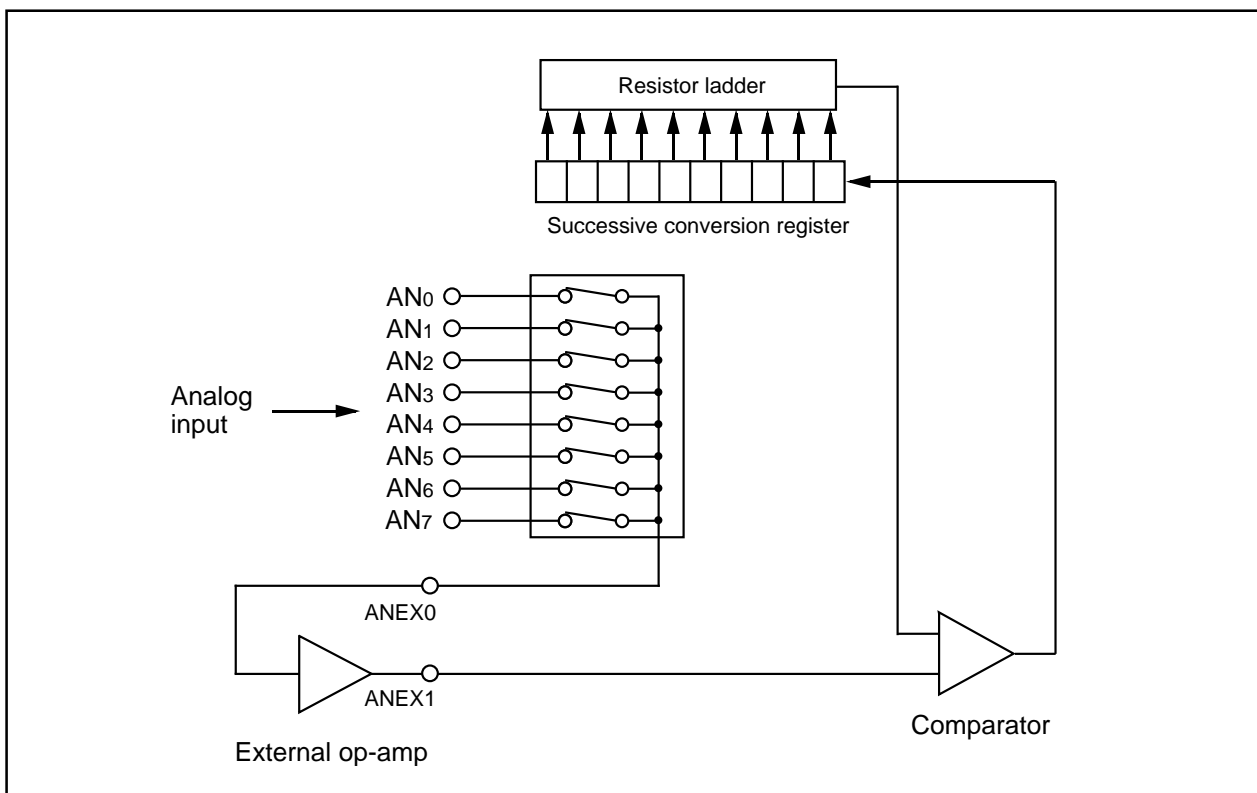 Resistor ladder
Successive conversion register
AN0
AN1
AN2
AN3
AN4
AN5
AN6
AN7
Analog
input
ANEX0
ANEX1
External op-amp
Comparator